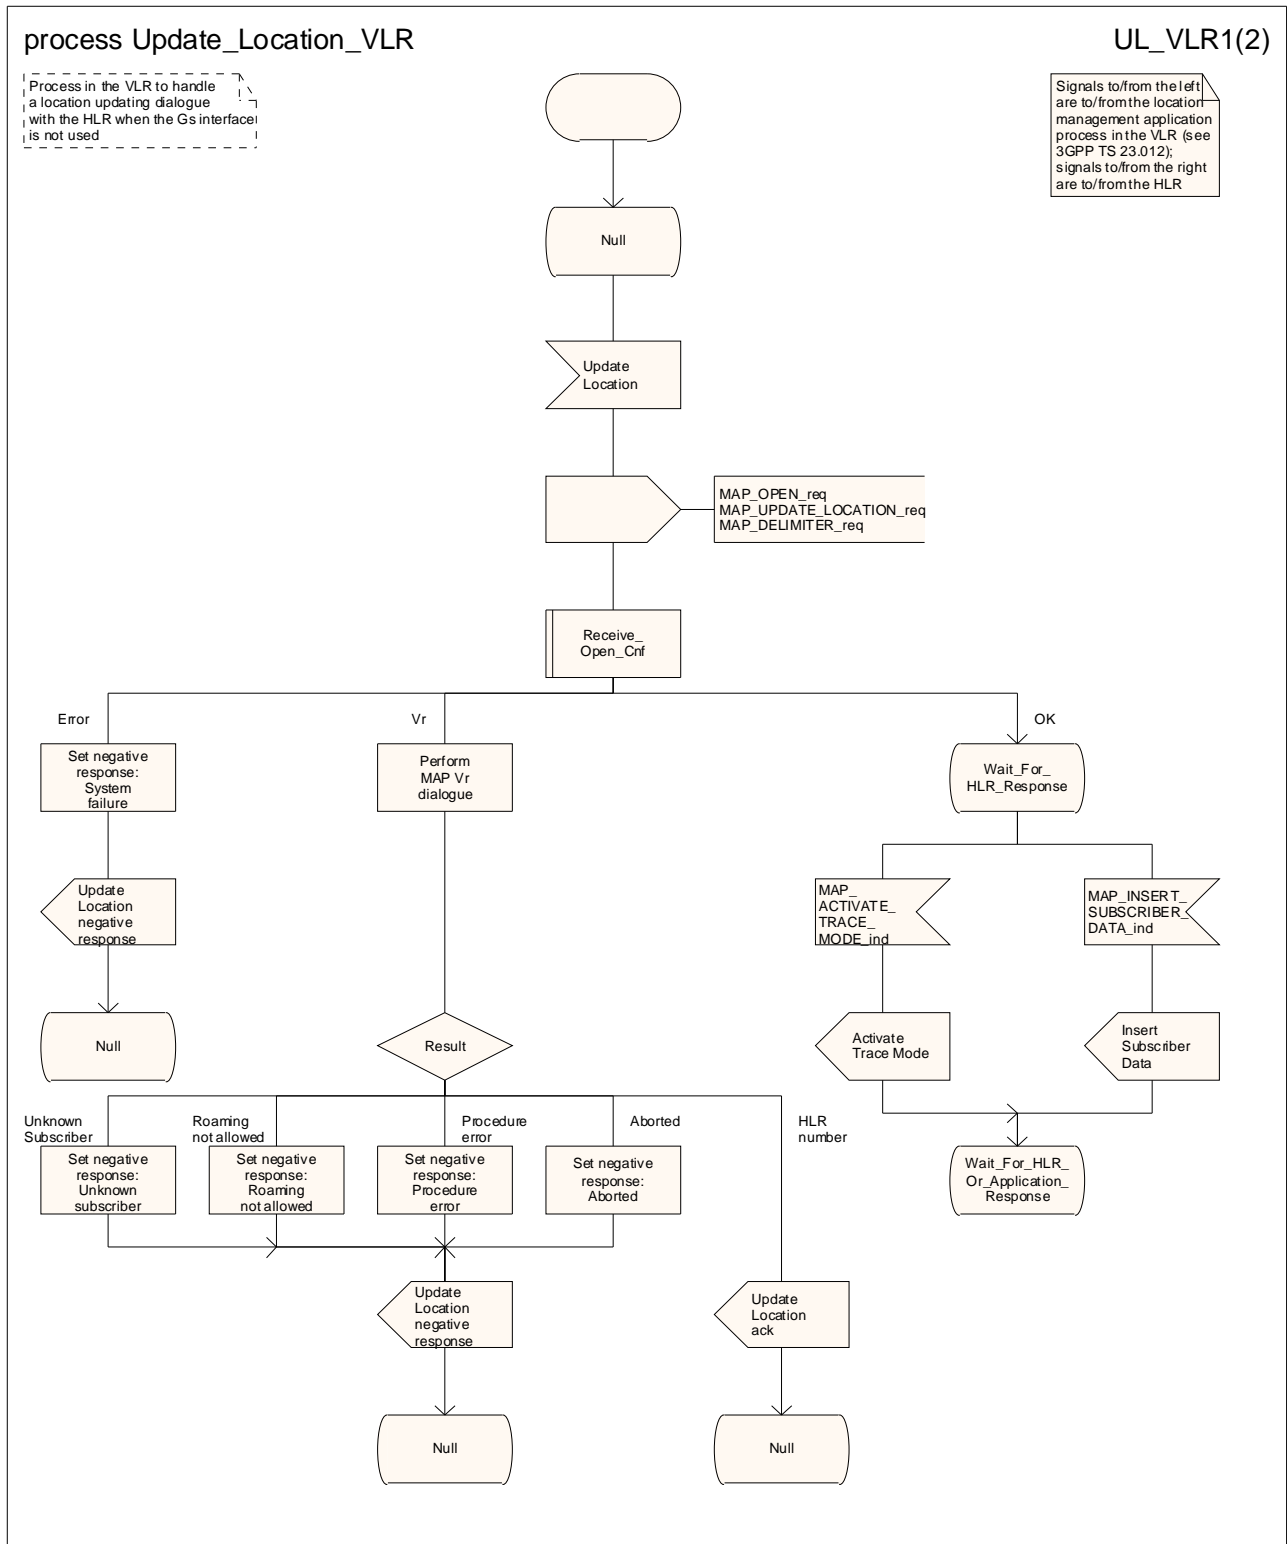 process Update_Location_VLR
UL_VLR1(2)
Process in the VLR to handle
a location updating dialogue
with the HLR when the Gs interface
is not used
Signals to/from the left
are to/from the location
management application
process in the VLR (see
3GPP TS 23.012);
signals to/from the right
are to/from the HLR
Null
Update
Location
MAP_OPEN_req
MAP_UPDATE_LOCATION_req
MAP_DELIMITER_req
Receive_
Open_Cnf
Error
Vr
OK
Set negative
response:
System
failure
Perform
MAP Vr
dialogue
Wait_For_
HLR_Response
Update
Location
negative
response
MAP_
ACTIVATE_
TRACE_
MODE_ind
MAP_INSERT_
SUBSCRIBER_
DATA_ind
Null
Result
Activate
Trace Mode
Insert
Subscriber
Data
Unknown
Subscriber
Roaming
not allowed
Procedure
error
Aborted
HLR
number
Set negative
response:
Unknown
subscriber
Set negative
response:
Roaming
not allowed
Set negative
response:
Procedure
error
Set negative
response:
Aborted
Wait_For_HLR_
Or_Application_
Response
Update
Location
negative
response
Update
Location
ack
Null
Null